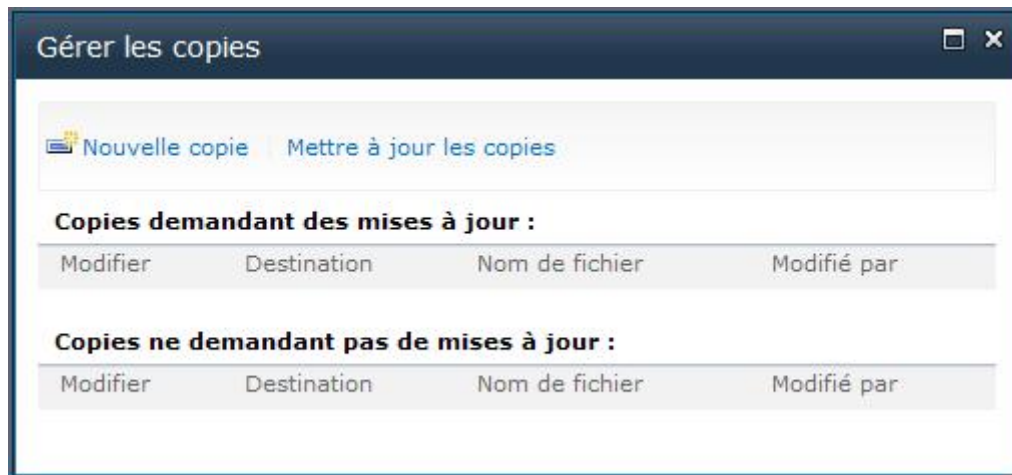 Gérer les copies
Nouvelle copie Mettre à jour les copies
Copies demandant des mises à jour :
Modifier Destination Nom de fichier Modifié par
Copies ne demandant pas de mises à jour :
Modifier Destination Nom de fichier Modifié par